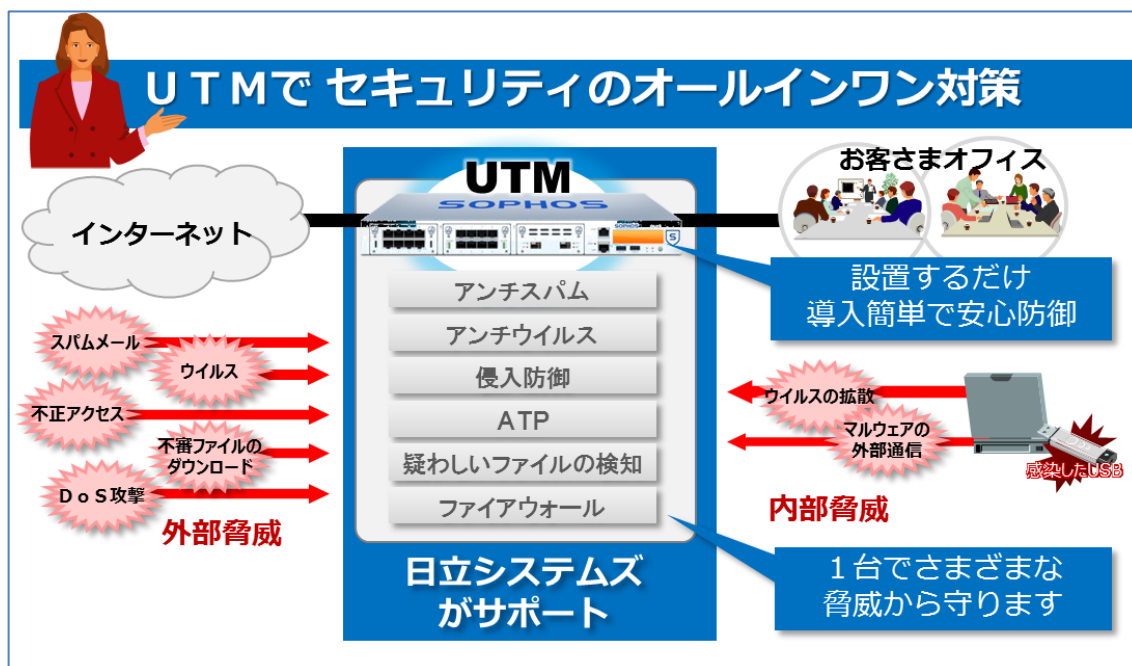 ＵＴＭで セキュリティのオールインワン対策
インターネット
UTM
SOPHOS
SOPHOS
S
お客さまオフィス
設置するだけ
導入簡単で安心防御
アンチスパム
アンチウイルス
侵入防御
ＡＴＰ
疑わしいファイルの検知
ファイアウォール
スパムメール
ウイルス
不正アクセス
不審ファイルの
ダウンロード
ＤｏＳ攻撃
外部脅威
ウイルスの拡散
マルウェアの
外部通信
感染したUSB
内部脅威
日立システムズ
がサポート
１台でさまざまな
脅威から守ります